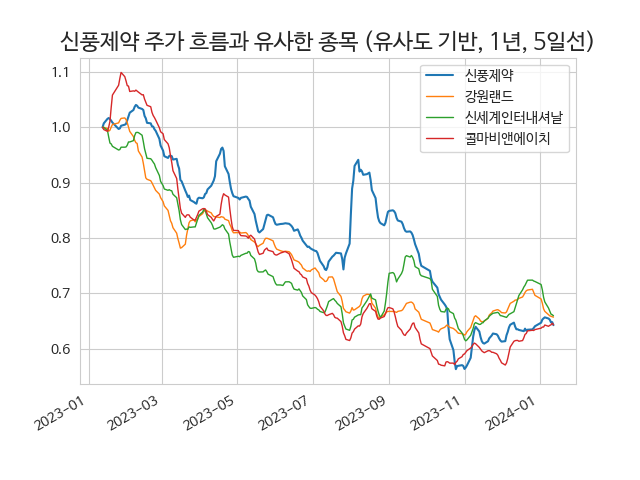 신풍제약 주가 흐름과 유사한 종목 (유사도 기반, 1년, 5일선)
신풍제약
강원랜드
신세계인터내셔날
콜마비앤에이치
1.1
1.0
0.9
0.8
0.7
0.6
2023-01
2023-03
2023-05
2023-07
2023-09
2023-11
2024-01